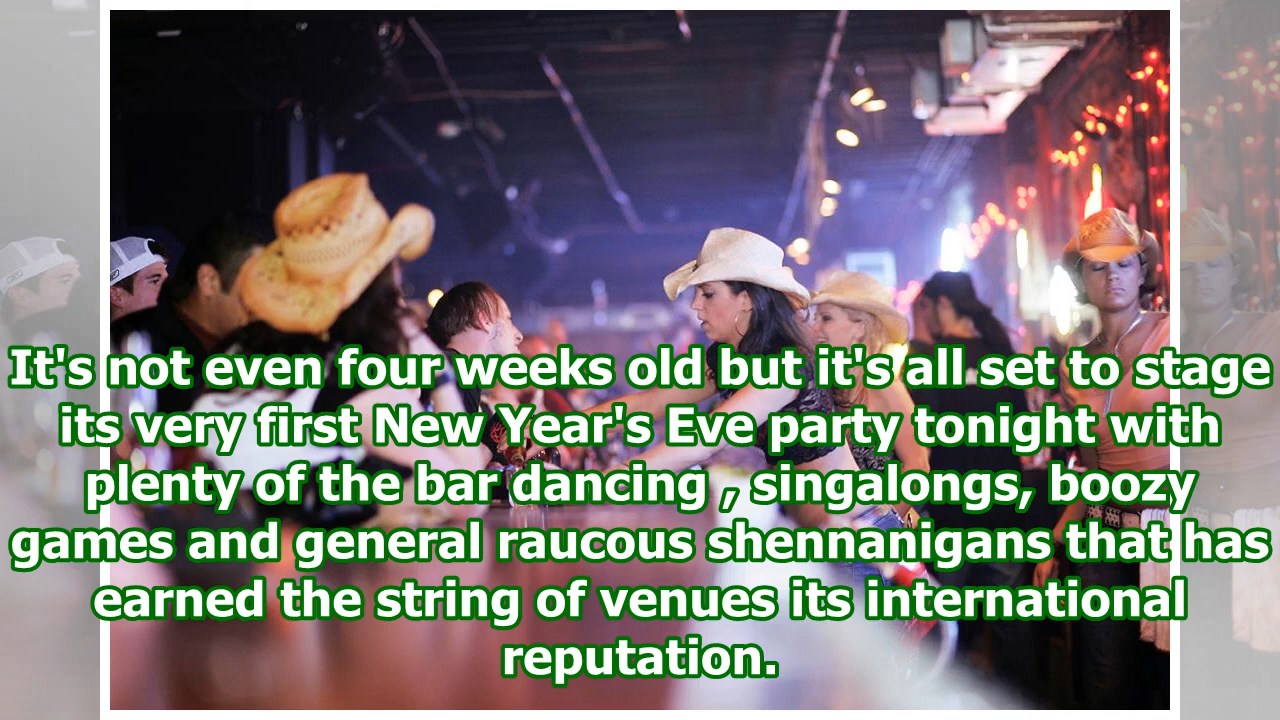 It's not even four weeks old but it's all set to stage
its very first New Year's Eve party tonight with
plenty of the bar dancing , singalongs, boozy
games and general raucous shennanigans that has
earned the string of venues its international
reputation.